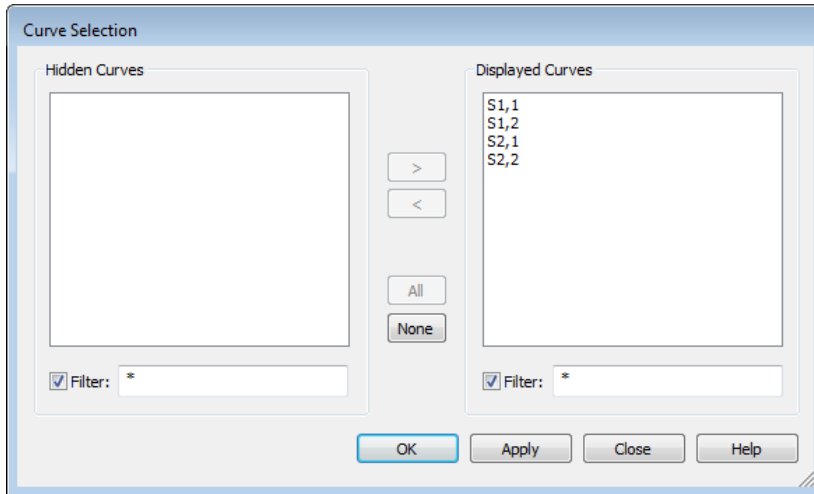 Curve Selection
Hidden Curves
Displayed Curves
S1,1
S1,2
S2,1
S2,2
>
<
All
None
Filter: *
Filter: *
OK
Apply
Close
Help